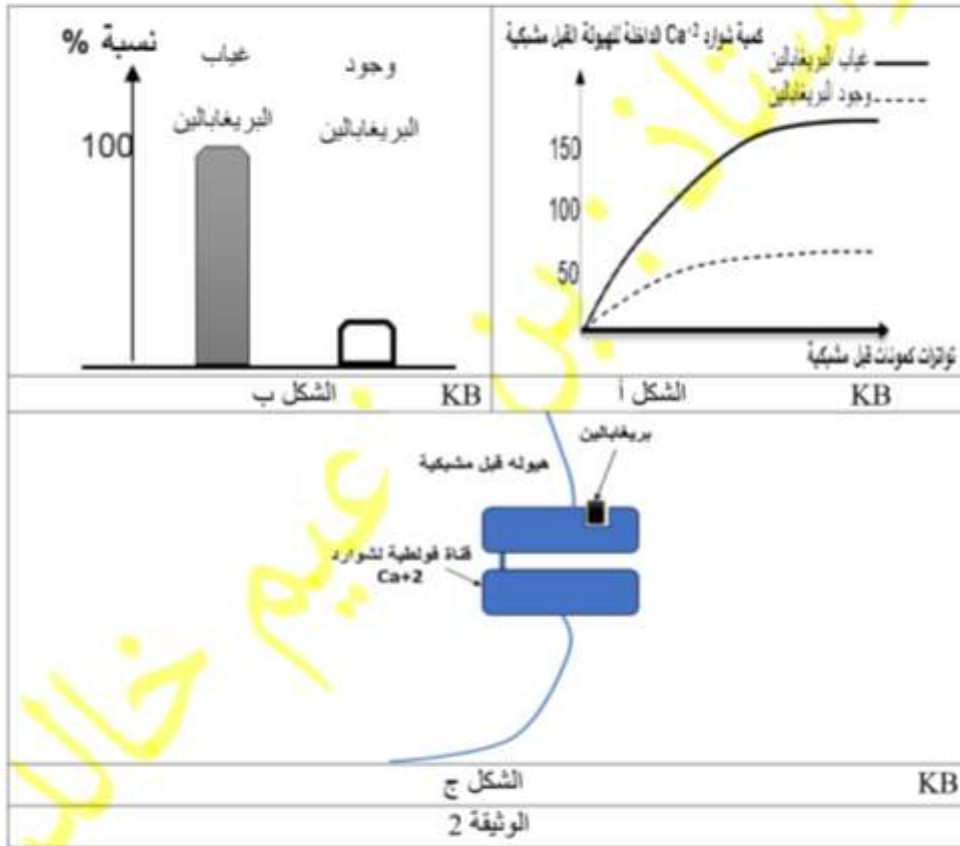 كمية شوارد Ca⁺² الداخلة للهيولة القبل مشبكية
غياب البريغابالين
وجود البريغابالين
150
100
50
تواترات كمونات قبل مشبكية
الشكل أ
KB
نسبة %
غياب
البريغابالين
وجود
البريغابالين
100
الشكل ب
KB
بريغابالين
هيوله قبل مشبكية
قناة فولطية لشوارد
Ca+2
الشكل ج
KB
الوثيقة 2